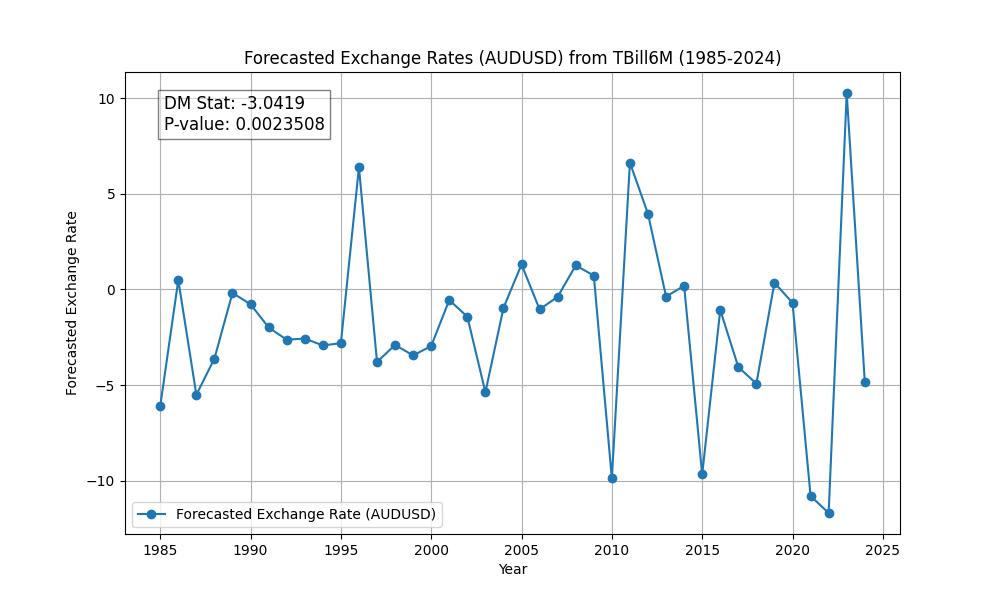 Forecasted Exchange Rates (AUDUSD) from TBill6M (1985-2024)
DM Stat: -3.0419
P-value: 0.0023508
Forecasted Exchange Rate
10
5
0
−5
−10
Forecasted Exchange Rate (AUDUSD)
1985 1990 1995 2000 2005 2010 2015 2020 2025
Year